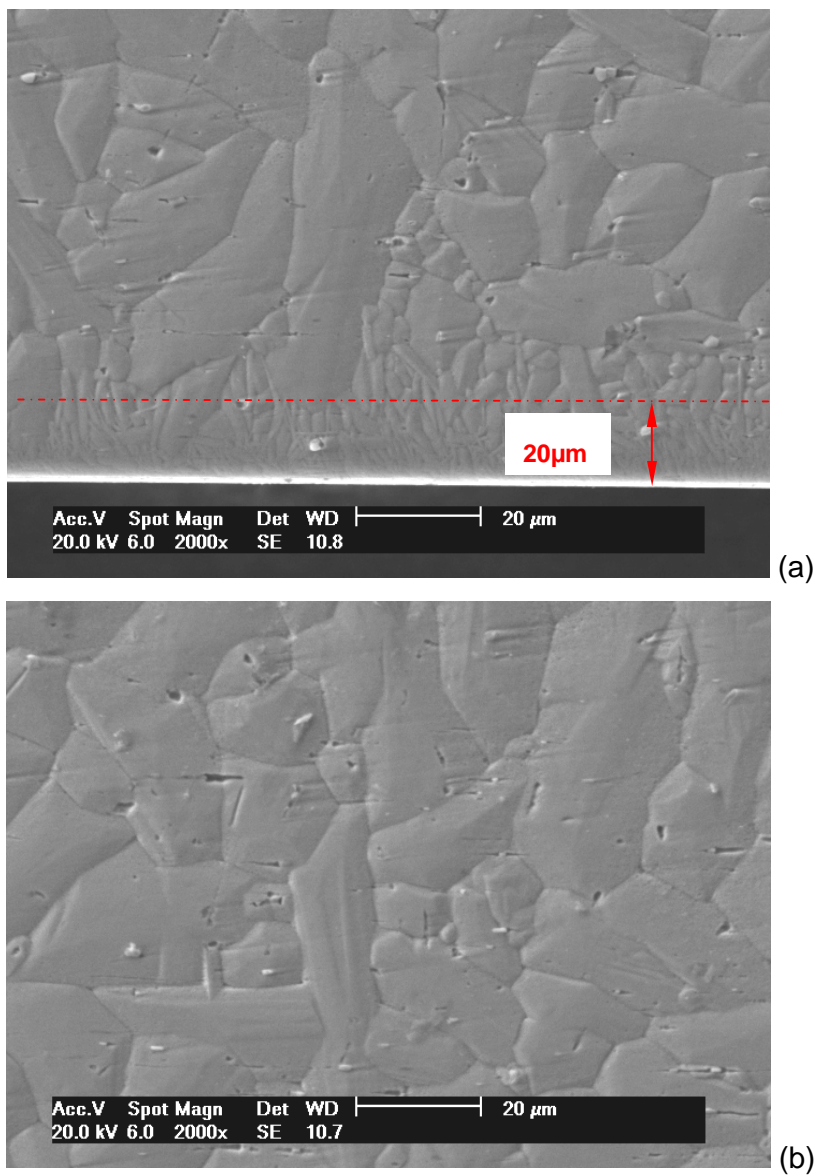 20µm
Acc.V Spot Magn Det WD 20 µm
20.0 kV 6.0 2000x SE 10.8
(a)
Acc.V Spot Magn Det WD 20 µm
20.0 kV 6.0 2000x SE 10.7
(b)